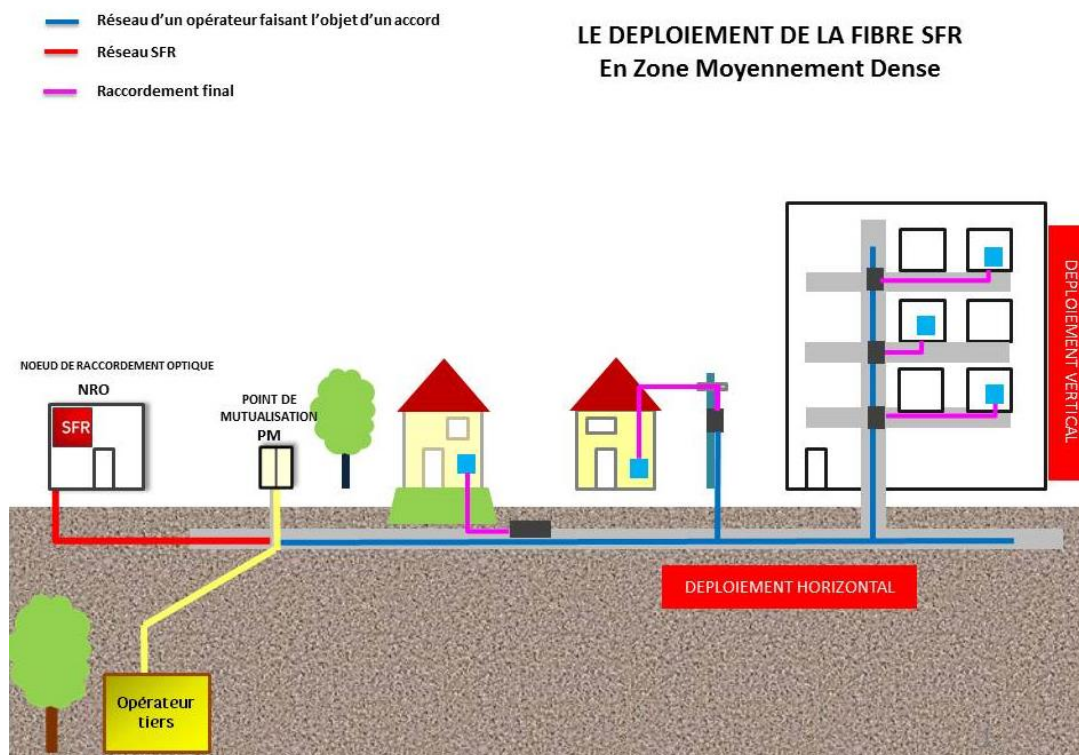 Réseau d'un opérateur faisant l'objet d'un accord
Réseau SFR
Raccordement final
LE DEPLOIEMENT DE LA FIBRE SFR
En Zone Moyennement Dense
NOEUD DE RACCORDEMENT OPTIQUE
NRO
SFR
POINT DE
MUTUALISATION
PM
DEPLOIEMENT VERTICAL
DEPLOIEMENT HORIZONTAL
Opérateur
tiers